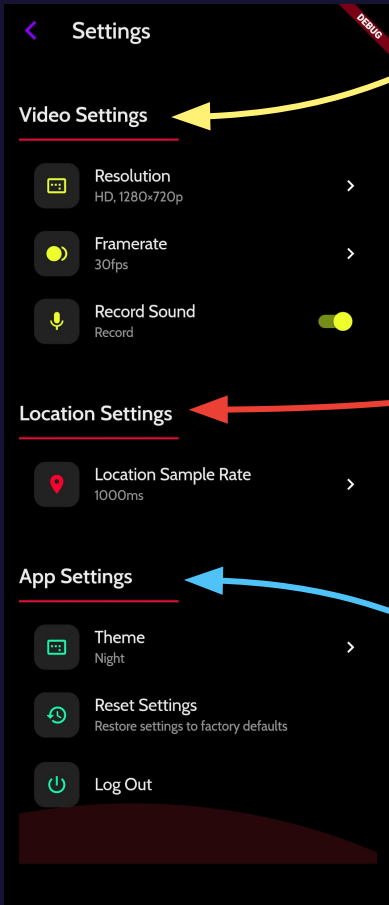 Settings
DEBUG
Video Settings
Resolution
HD, 1280×720p
Framerate
30fps
Record Sound
Record
Location Settings
Location Sample Rate
1000ms
App Settings
Theme
Night
Reset Settings
Restore settings to factory defaults
Log Out